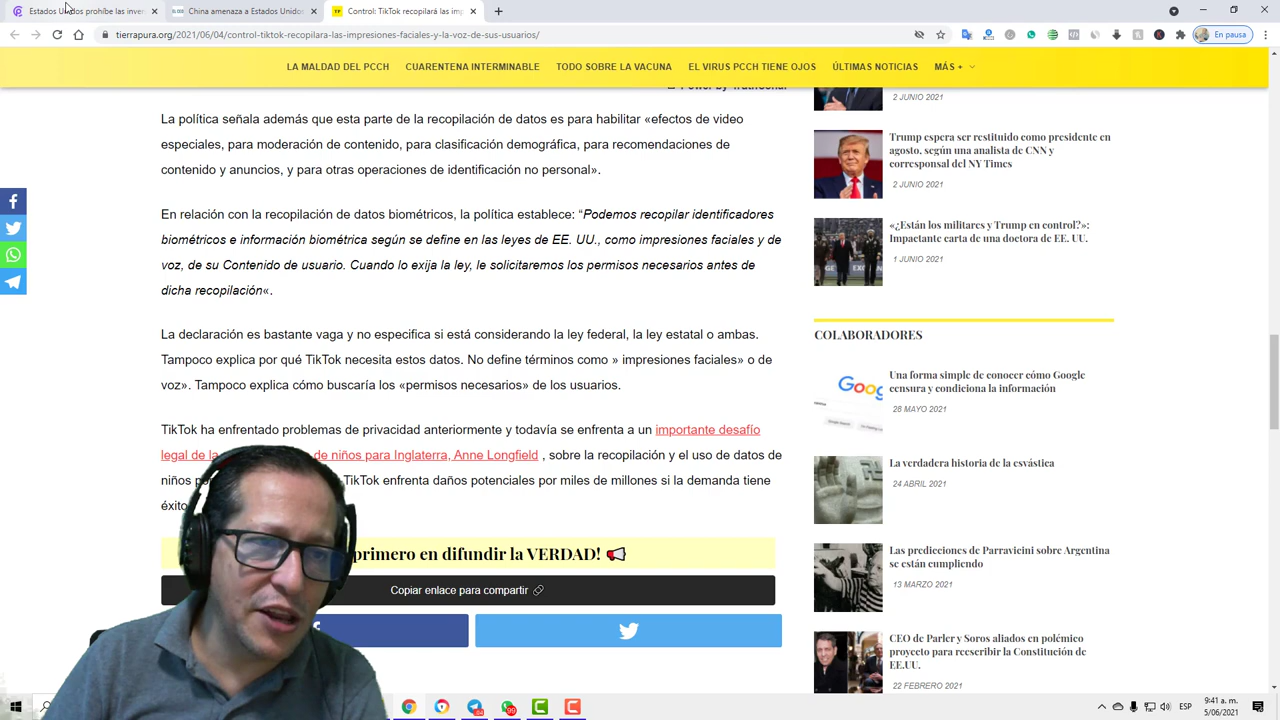 Estados Unidos prohíbe las inver
Estados Unidos
Control TikTok: impresiones faci
tierrapura.org/2021/06/04/control-tiktok-recopilara-las-impresiones-faciales-y-de-voz-de-sus-usuarios/
En pausa
LA MALDAD DEL PCCH CUARENTENA INTERMINABLE TODO SOBRE LA VACUNA EL VIRUS PCCH TIENE OJOS ÚLTIMAS NOTICIAS MÁS +
La política señala además que esta parte de la recopilación de datos es para habilitar «efectos de video
especiales, para moderación de contenido, para clasificación demográfica, para recomendaciones de
contenido y anuncios, y para otras operaciones de identificación no personal».
En relación con la recopilación de datos biométricos, la política establece: “Podemos recopilar identificadores
biométricos e información biométrica según se define en las leyes de EE. UU., como impresiones faciales y de
voz, de su Contenido de usuario. Cuando lo exija la ley, le solicitaremos los permisos necesarios antes de
dicha recopilación«.
La declaración es bastante vaga y no especifica si está considerando la ley federal, la ley estatal o ambas.
Tampoco explica por qué TikTok necesita estos datos. No define términos como » impresiones faciales» o de
voz». Tampoco explica cómo buscaría los «permisos necesarios» de los usuarios.
TikTok ha enfrentado problemas de privacidad anteriormente y todavía se enfrenta a un importante desafío
legal de la de niños para Inglaterra, Anne Longfield , sobre la recopilación y el uso de datos de
niños TikTok enfrenta daños potenciales por miles de millones si la demanda tiene
éxito
primero en difundir la VERDAD!
Copiar enlace para compartir
2 JUNIO 2021
Trump espera ser restituido como presidente en
agosto, según una analista de CNN y
corresponsal del NY Times
2 JUNIO 2021
«¿Están los militares y Trump en control?»:
Impactante carta de una doctora de EE. UU.
1 JUNIO 2021
COLABORADORES
Una forma simple de conocer cómo Google
censura y condiciona la información
28 MAYO 2021
La verdadera historia de la esvástica
24 ABRIL 2021
Las predicciones de Parravicini sobre Argentina
se están cumpliendo
13 MARZO 2021
CEO de Parler y Soros aliados en polémico
proyecto para reescribir la Constitución de
EE.UU.
22 FEBRERO 2021
ESP
9:41 a. m.
5/06/2021